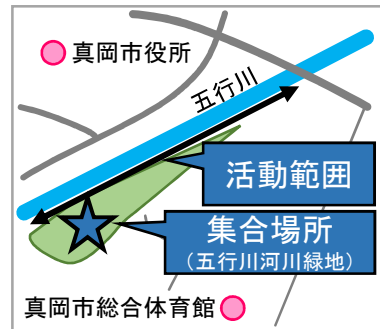 真岡市役所
五行川
活動範囲
集合場所
（五行川河川緑地）
真岡市総合体育館